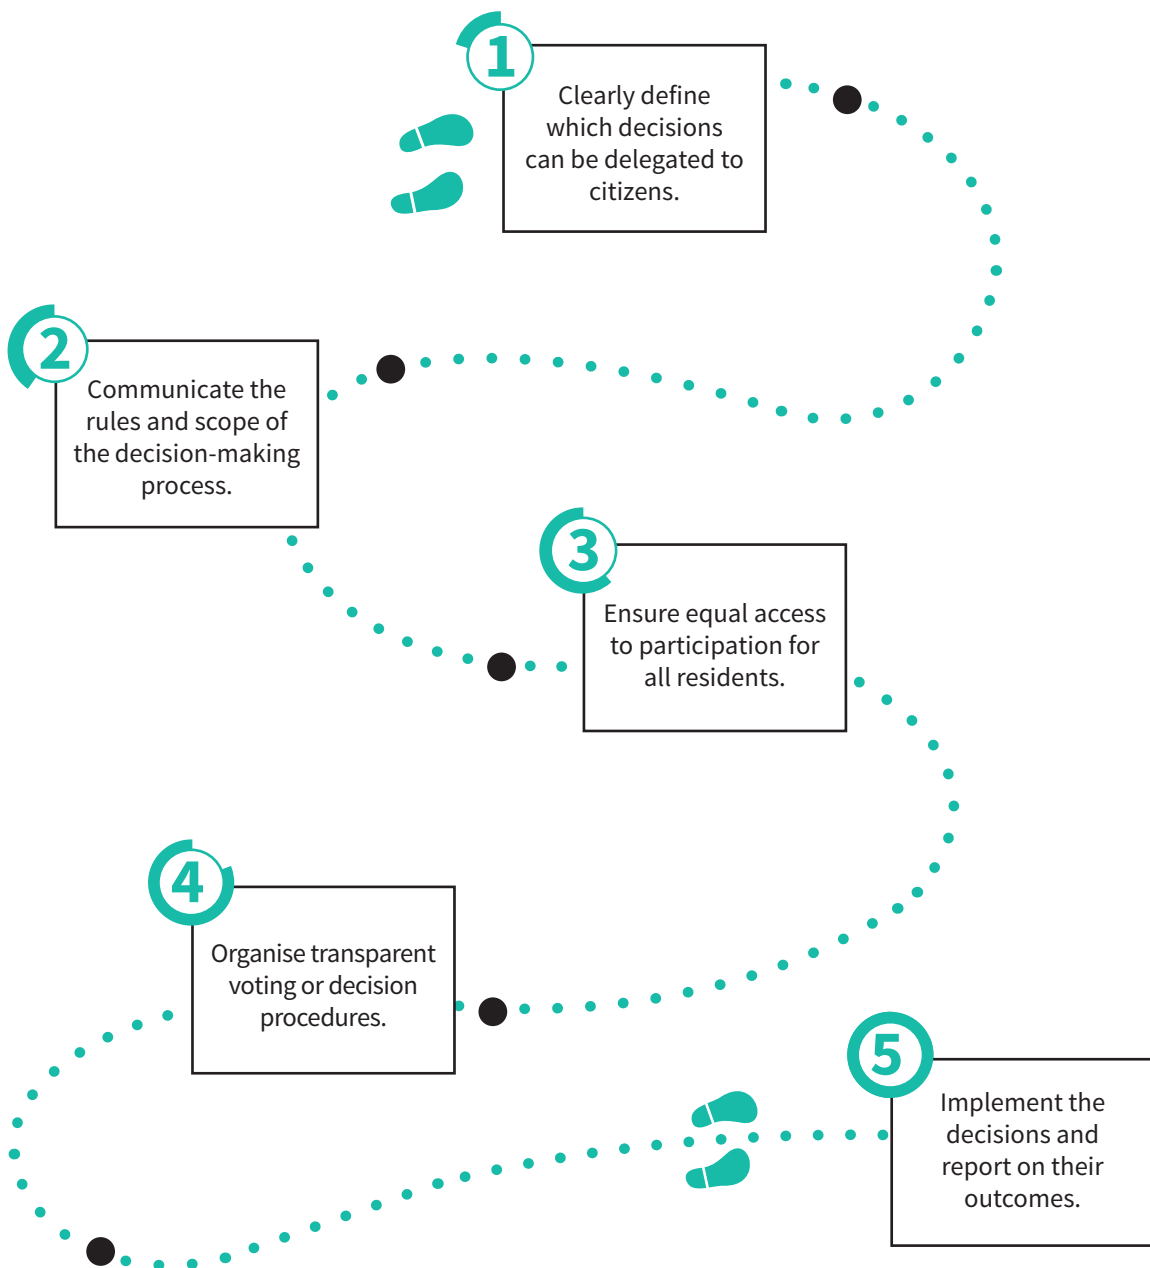 1
Clearly define
which decisions
can be delegated to
citizens.
2
Communicate the
rules and scope of
the decision-making
process.
3
Ensure equal access
to participation for
all residents.
4
Organise transparent
voting or decision
procedures.
5
Implement the
decisions and
report on their
outcomes.